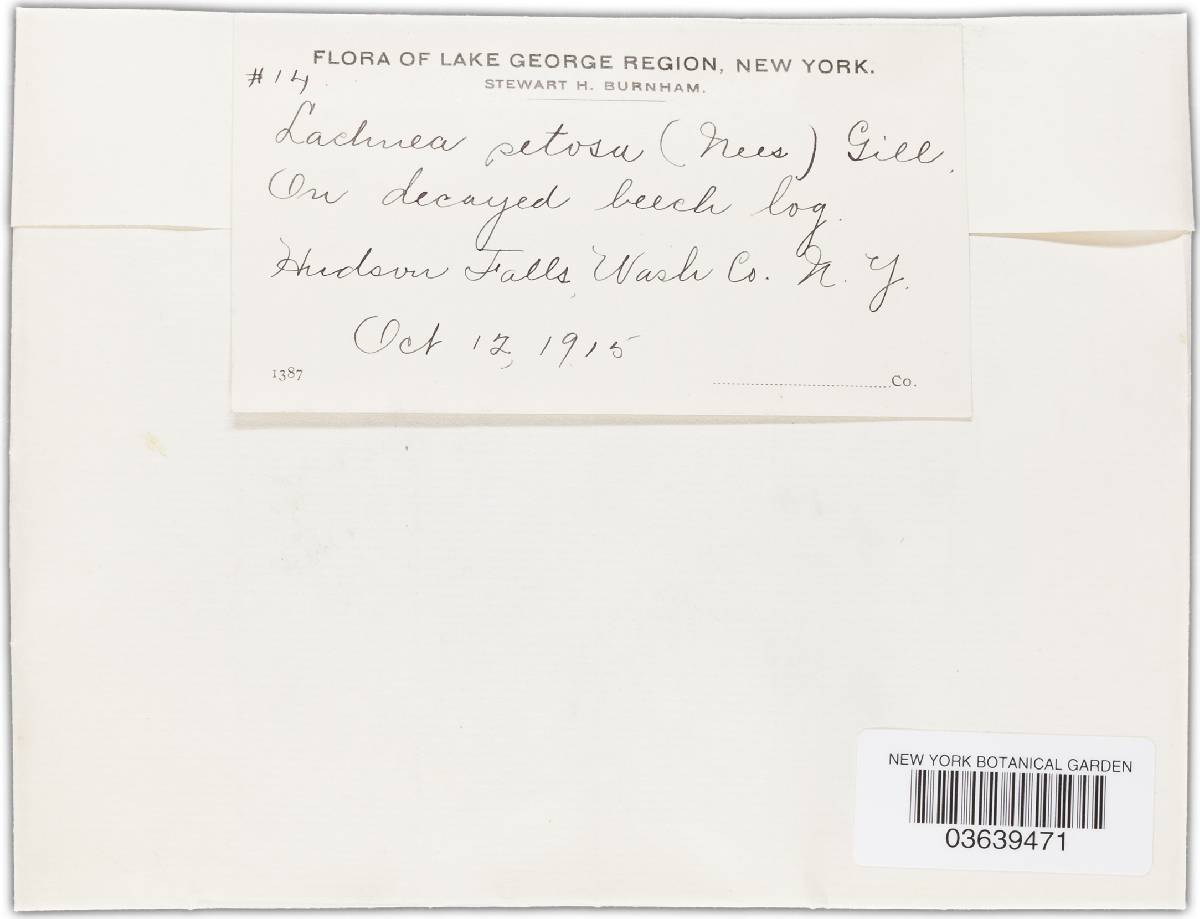 FLORA OF LAKE GEORGE REGION, NEW YORK.
#14
STEWART H. BURNHAM.
Lachnea setosa (Nees) Gill.
On decayed beech log.
Hudson Falls, Wash Co. N. Y.
Oct 12, 1915
1387
Co.
NEW YORK BOTANICAL GARDEN
03639471